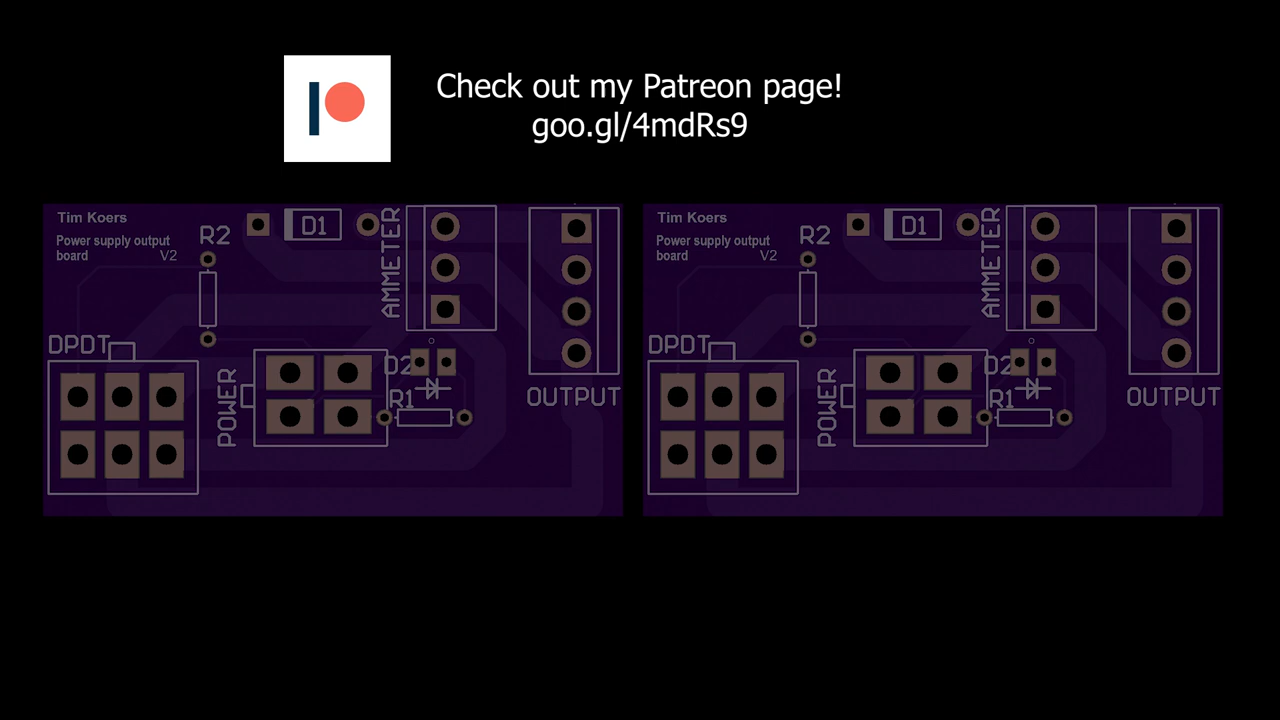 Check out my Patreon page!
goo.gl/4mdRs9
Tim Koers
Power supply output
board V2
R2
D1
AMMETER
DPDT
POWER
D2
R1
OUTPUT
Tim Koers
Power supply output
board V2
R2
D1
AMMETER
DPDT
POWER
D2
R1
OUTPUT